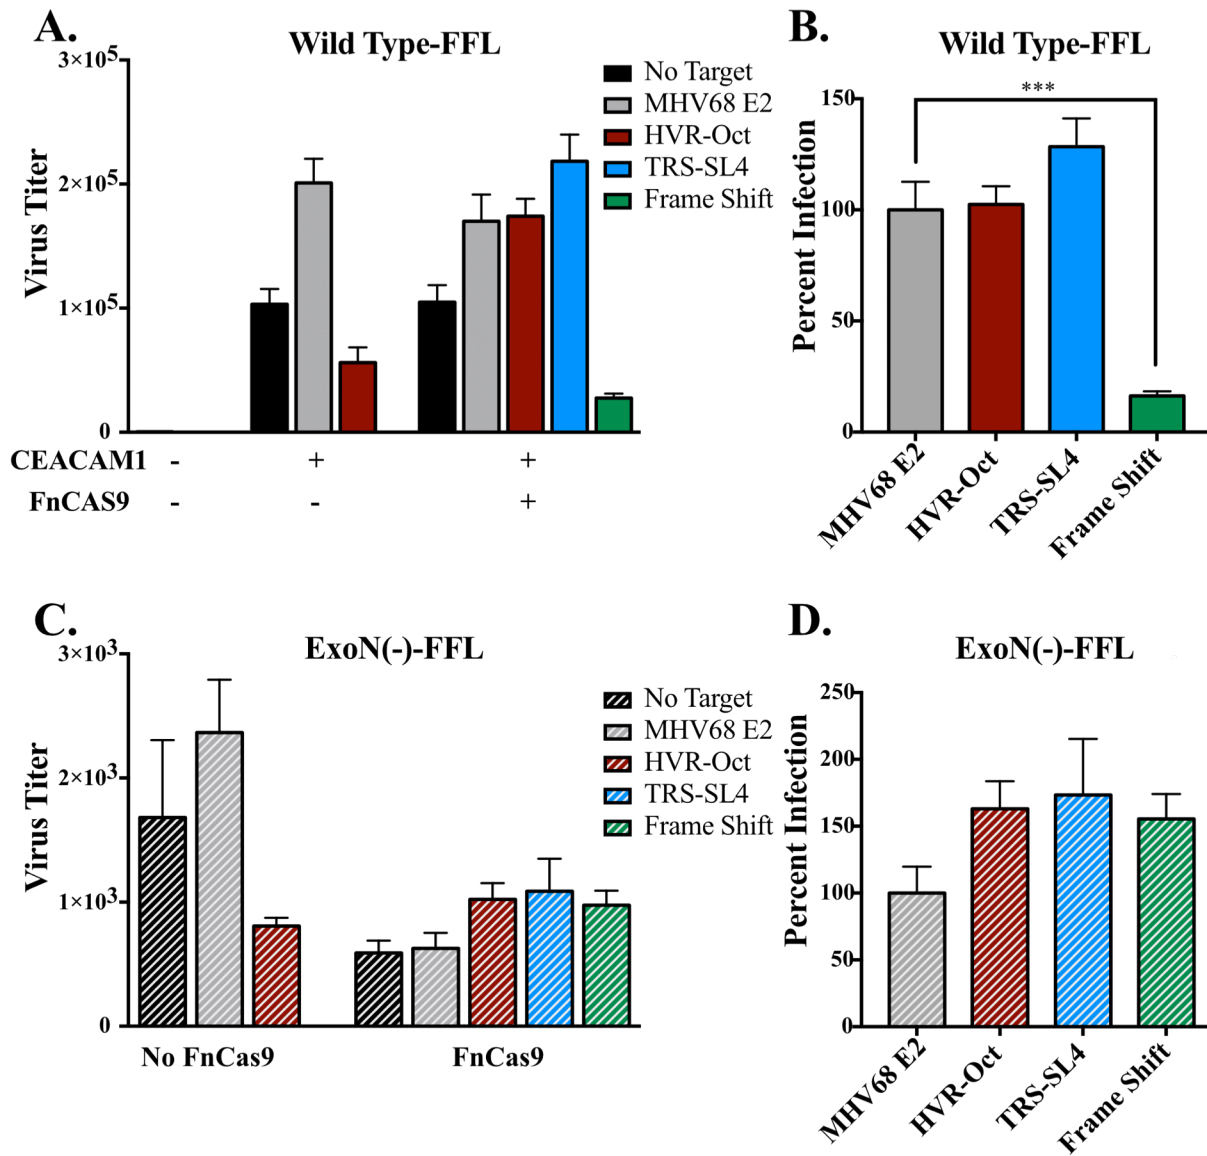 A.
Wild Type-FFL
Virus Titer
3×10⁵
2×10⁵
1×10⁵
0
No Target
MHV68 E2
HVR-Oct
TRS-SL4
Frame Shift
CEACAM1 - + +
FnCAS9 - - +
B.
Wild Type-FFL
***
Percent Infection
150
100
50
0
MHV68 E2
HVR-Oct
TRS-SL4
Frame Shift
C.
ExoN(-)-FFL
Virus Titer
3×10³
2×10³
1×10³
0
No Target
MHV68 E2
HVR-Oct
TRS-SL4
Frame Shift
No FnCas9 FnCas9
D.
ExoN(-)-FFL
Percent Infection
250
200
150
100
50
0
MHV68 E2
HVR-Oct
TRS-SL4
Frame Shift